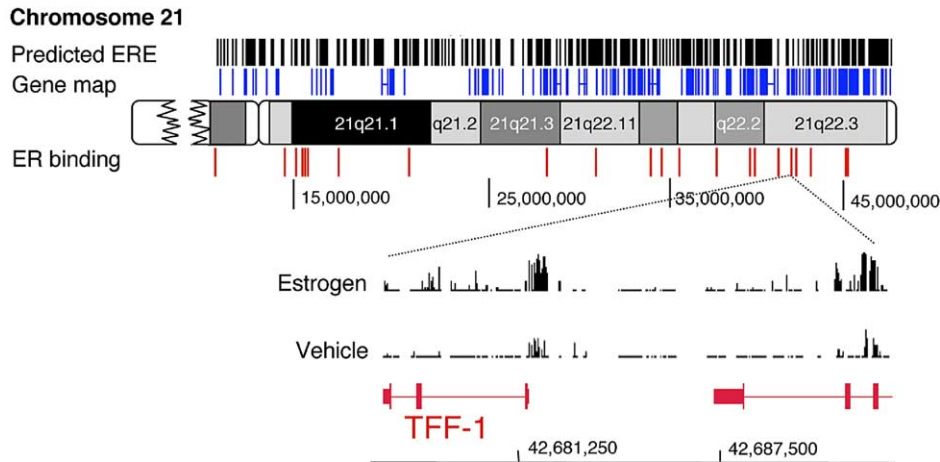 Chromosome 21
Predicted ERE
Gene map
21q21.1 q21.2 21q21.3 21q22.11 q22.2 21q22.3
ER binding
15,000,000 25,000,000 35,000,000 45,000,000
Estrogen
Vehicle
TFF-1
42,681,250 42,687,500